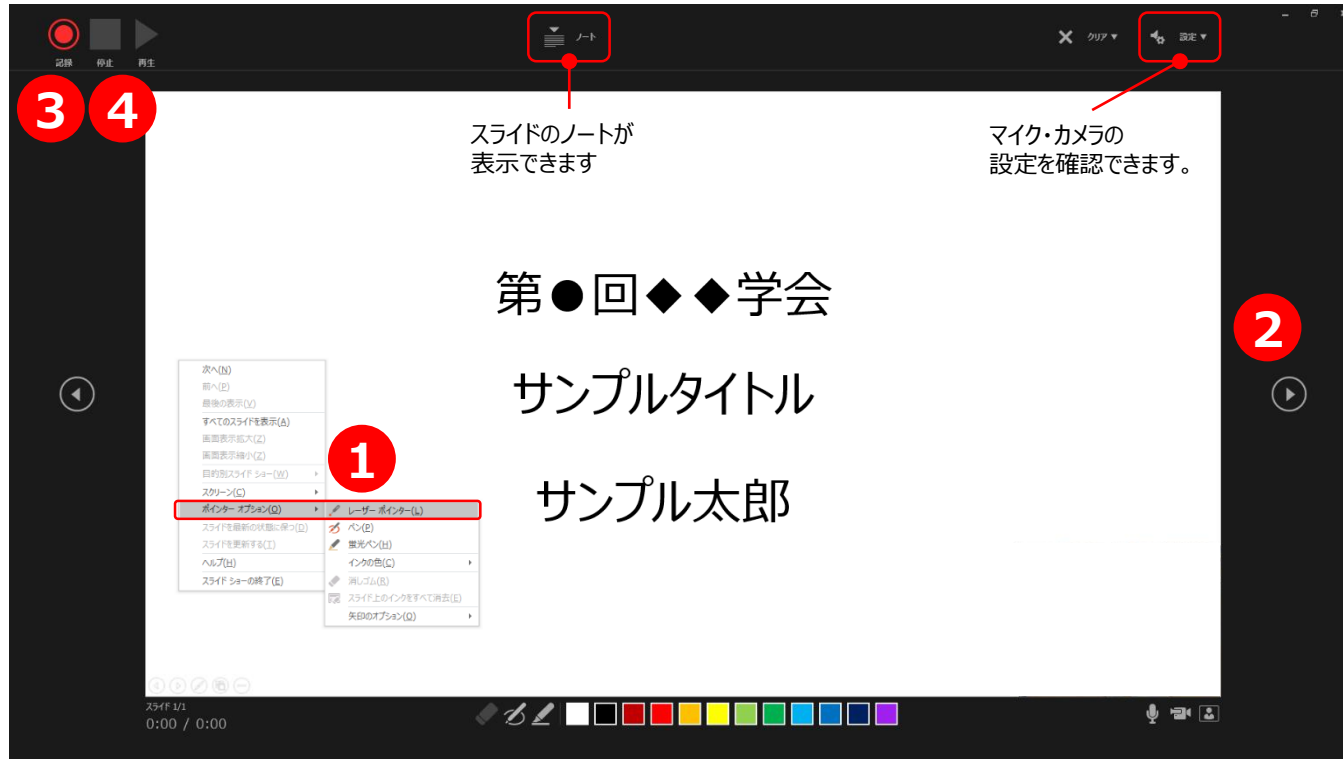 記録 停止 再生
ノート
クリア ▼
設定 ▼
3 4
スライドのノートが
表示できます
マイク・カメラの
設定を確認できます。
第●回◆◆学会
サンプルタイトル
サンプル太郎
2
1
次へ(N)
前へ(P)
最後の表示(V)
すべてのスライドを表示(A)
画面表示拡大(Z)
画面表示縮小(Z)
目的別スライド ショー(W)
スクリーン(C)
ポインター オプション(O)
スライドを最新の状態に保つ(D)
スライドを更新する(T)
ヘルプ(H)
スライド ショーの終了(E)
レーザー ポインター(L)
ペン(P)
蛍光ペン(H)
インクの色(C)
消しゴム(R)
スライド上のインクをすべて消去(E)
矢印のオプション(O)
スライド 1/1
0:00 / 0:00